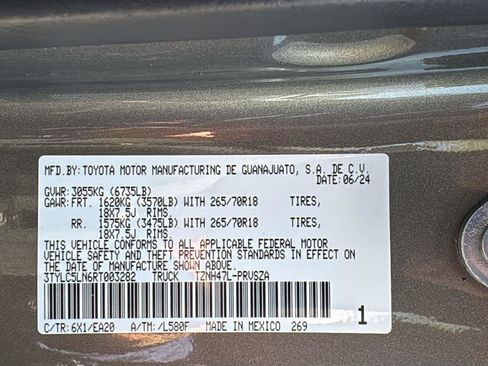 MFD.BY:TOYOTA MOTOR MANUFACTURING DE GUANAJUATO, S.A. DE C.V.
DATE:06/24
GVWR:3055KG (6735LB)
GAWR:FRT. 1620KG (3570LB) WITH 265/70R18 TIRES,
18X7.5J RIMS.
RR. 1575KG (3475LB) WITH 265/70R18 TIRES,
18X7.5J RIMS.
THIS VEHICLE CONFORMS TO ALL APPLICABLE FEDERAL MOTOR
VEHICLE SAFETY AND THEFT PREVENTION STANDARDS IN EFFECT ON
THE DATE OF MANUFACTURE SHOWN ABOVE.
3TYLC5LN6RT003282 TRUCK TZNH47L-PRVSZA
C/TR:6X1/EA20 A/TM:/L580F MADE IN MEXICO 269
1